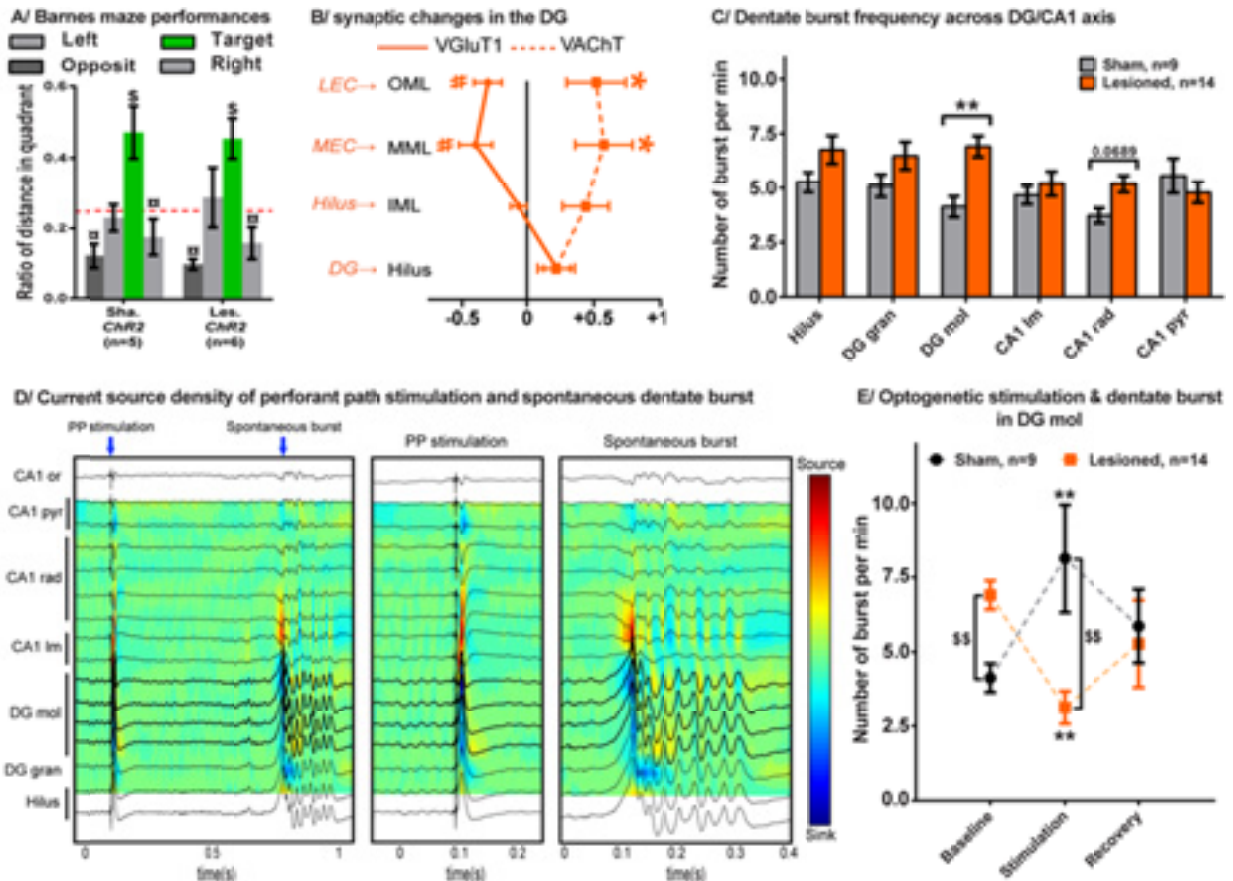 A/ Barnes maze performances
Left
Target
Opposit
Right
Ratio of distance in quadrant
0.6
0.4
0.2
0.0
¤
$
¤
¤
$
¤
Sha.
ChR2
(n=5)
Les.
ChR2
(n=6)
B/ synaptic changes in the DG
VGluT1
VAChT
LEC→ OML
#
*
MEC→ MML
#
*
Hilus→ IML
DG→ Hilus
-0.5
0
+0.5
+1
C/ Dentate burst frequency across DG/CA1 axis
Sham, n=9
Lesioned, n=14
Number of burst per min
10.0
7.5
5.0
2.5
0.0
**
0.0689
Hilus
DG gran
DG mol
CA1 lm
CA1 rad
CA1 pyr
D/ Current source density of perforant path stimulation and spontaneous dentate burst
PP stimulation
Spontaneous burst
PP stimulation
Spontaneous burst
CA1 or
CA1 pyr
CA1 rad
CA1 lm
DG mol
DG gran
Hilus
0
0.5
1
time(s)
0
0.1
0.2
time(s)
0
0.1
0.2
0.3
0.4
time(s)
Source
Sink
E/ Optogenetic stimulation & dentate burst
in DG mol
Sham, n=9
Lesioned, n=14
Number of burst per min
10.0
7.5
5.0
2.5
0.0
**
$$
$$
**
Baseline
Stimulation
Recovery